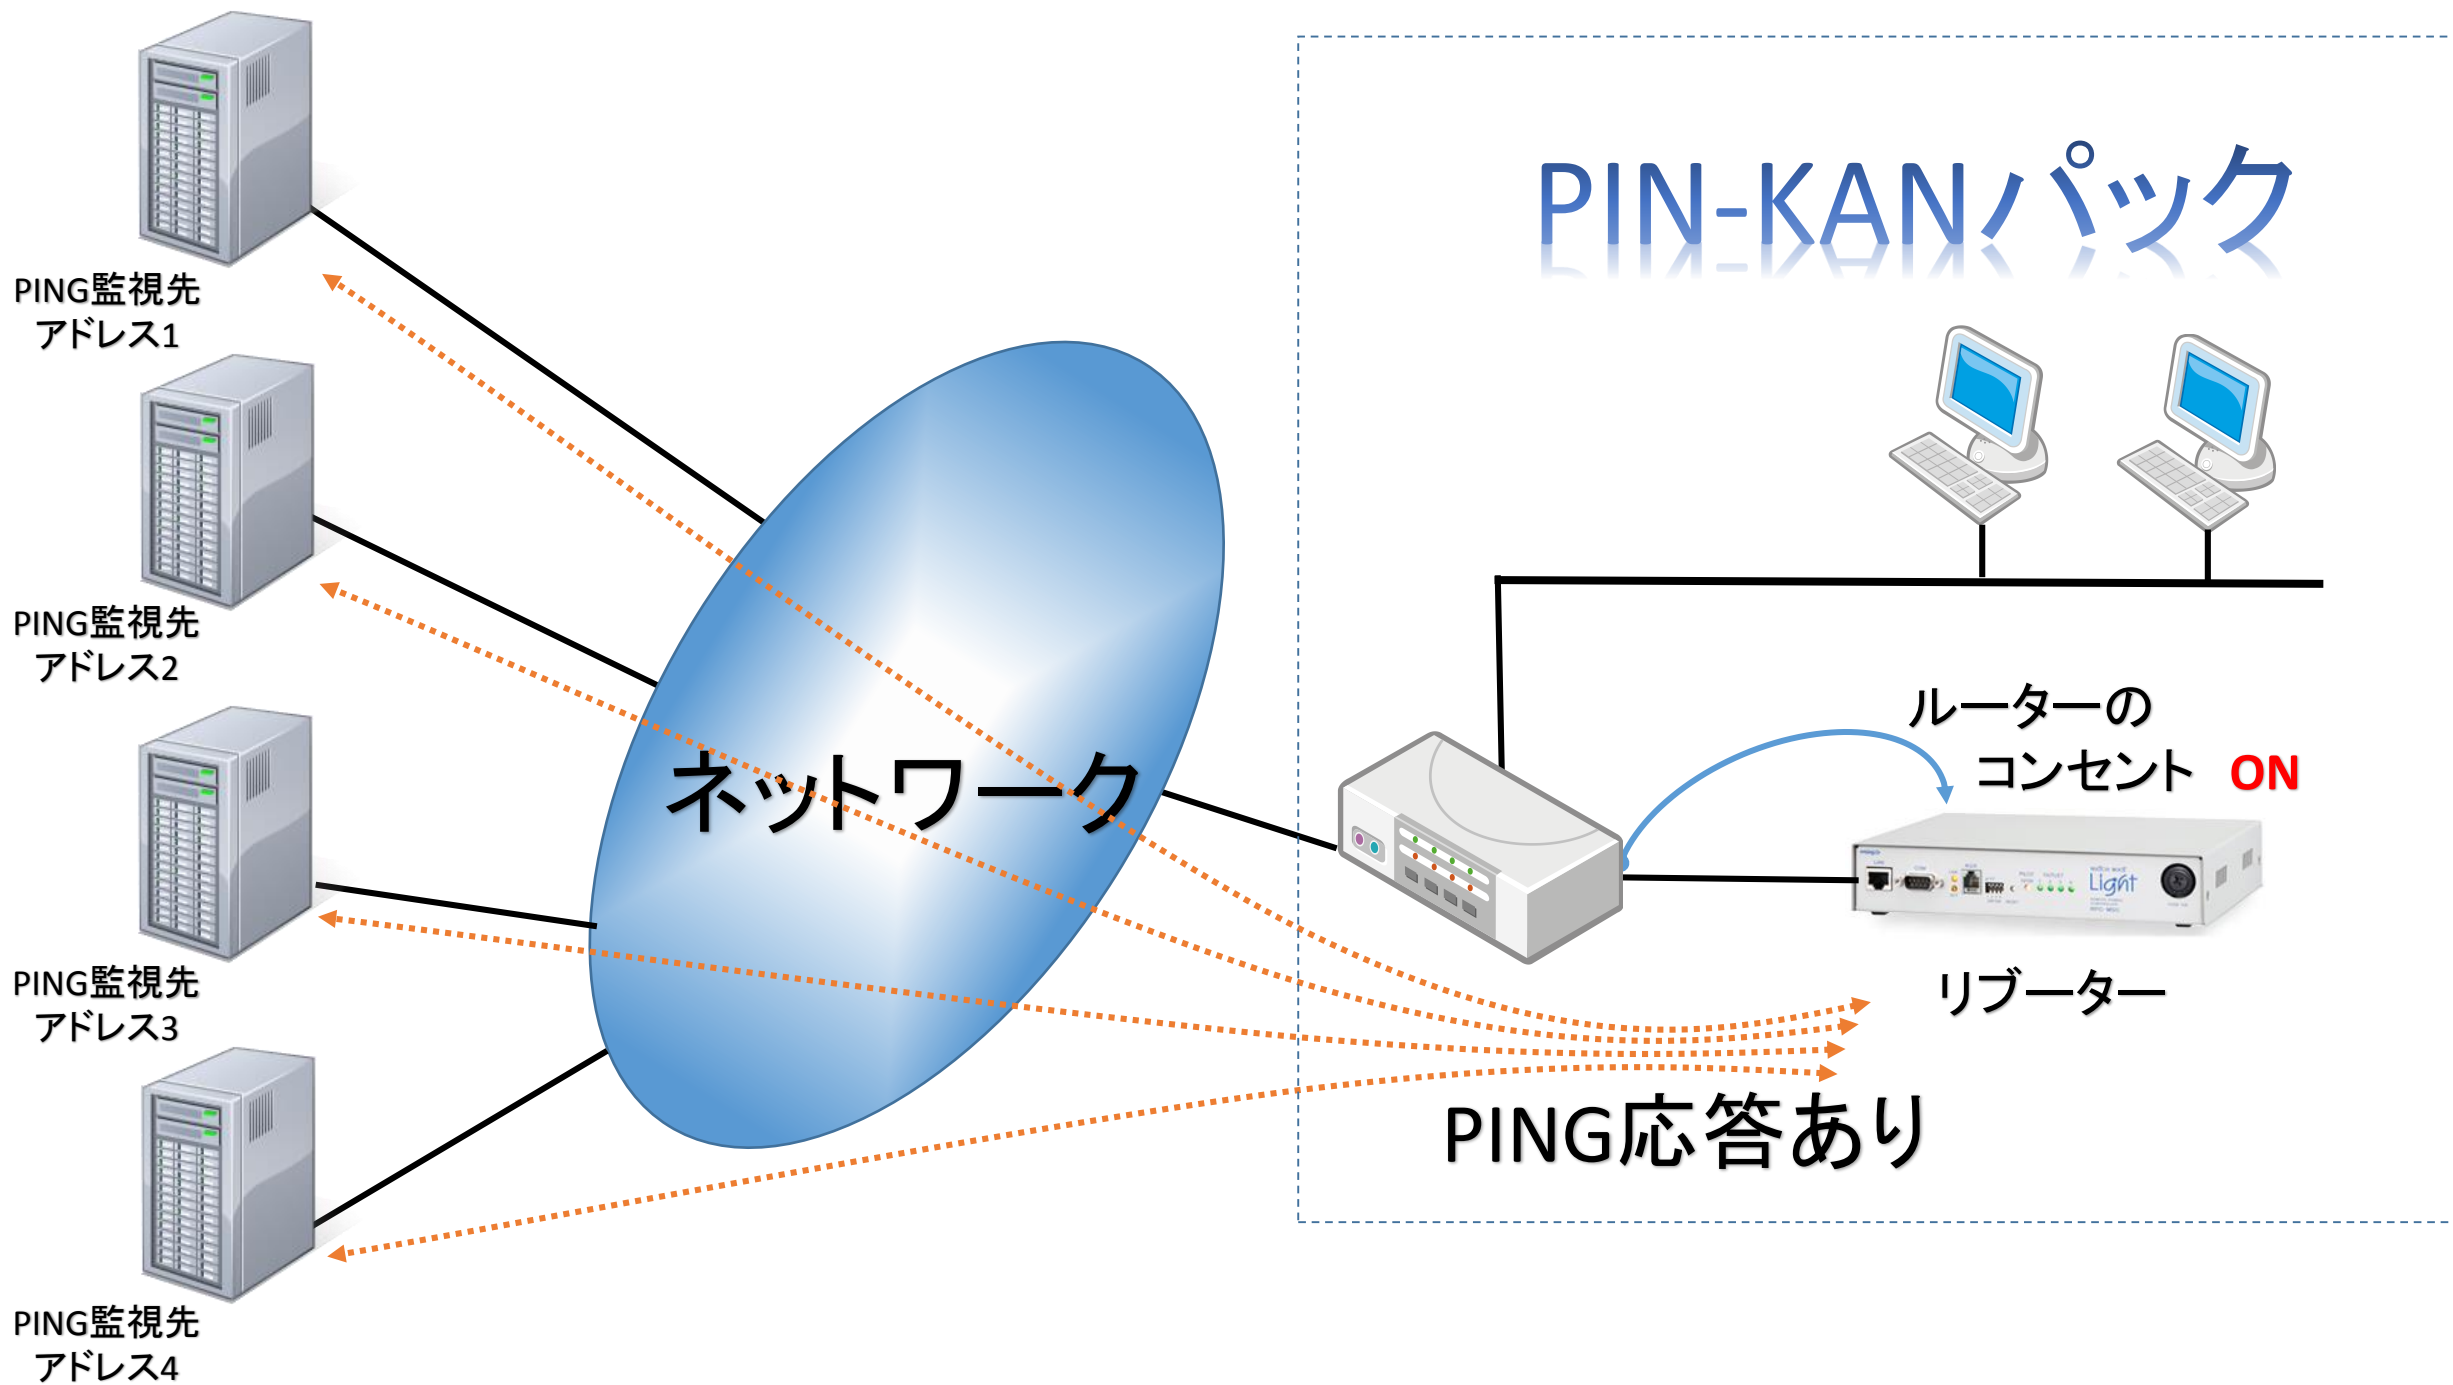 PIN-KANパック
PING監視先
アドレス1
PING監視先
アドレス2
PING監視先
アドレス3
PING監視先
アドレス4
ネットワーク
ルーターの
コンセント ON
Light
リブーター
PING応答あり